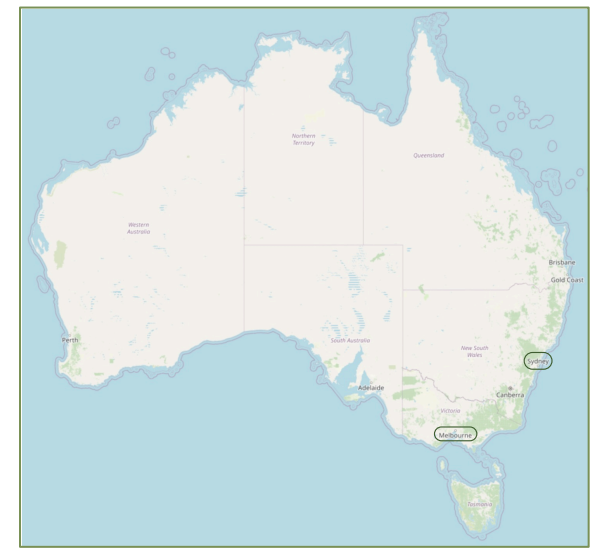 Northern
Territory
Queensland
Western
Australia
Brisbane
Gold Coast
Perth
South Australia
New South
Wales
Sydney
Adelaide
Canberra
Victoria
Melbourne
Tasmania